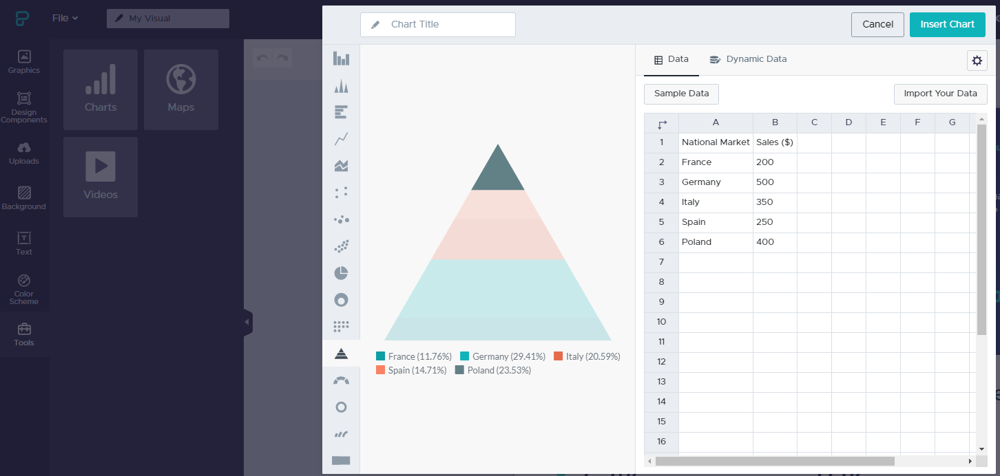 File
My Visual
Chart Title
Cancel
Insert Chart
Graphics
Design
Components
Uploads
Background
Text
Color
Scheme
Tools
Charts
Maps
Videos
France (11.76%) Germany (29.41%) Italy (20.59%)
Spain (14.71%) Poland (23.53%)
Data
Dynamic Data
Sample Data
Import Your Data
A B C D E F G
1 National Market Sales ($)
2 France 200
3 Germany 500
4 Italy 350
5 Spain 250
6 Poland 400
7
8
9
10
11
12
13
14
15
16